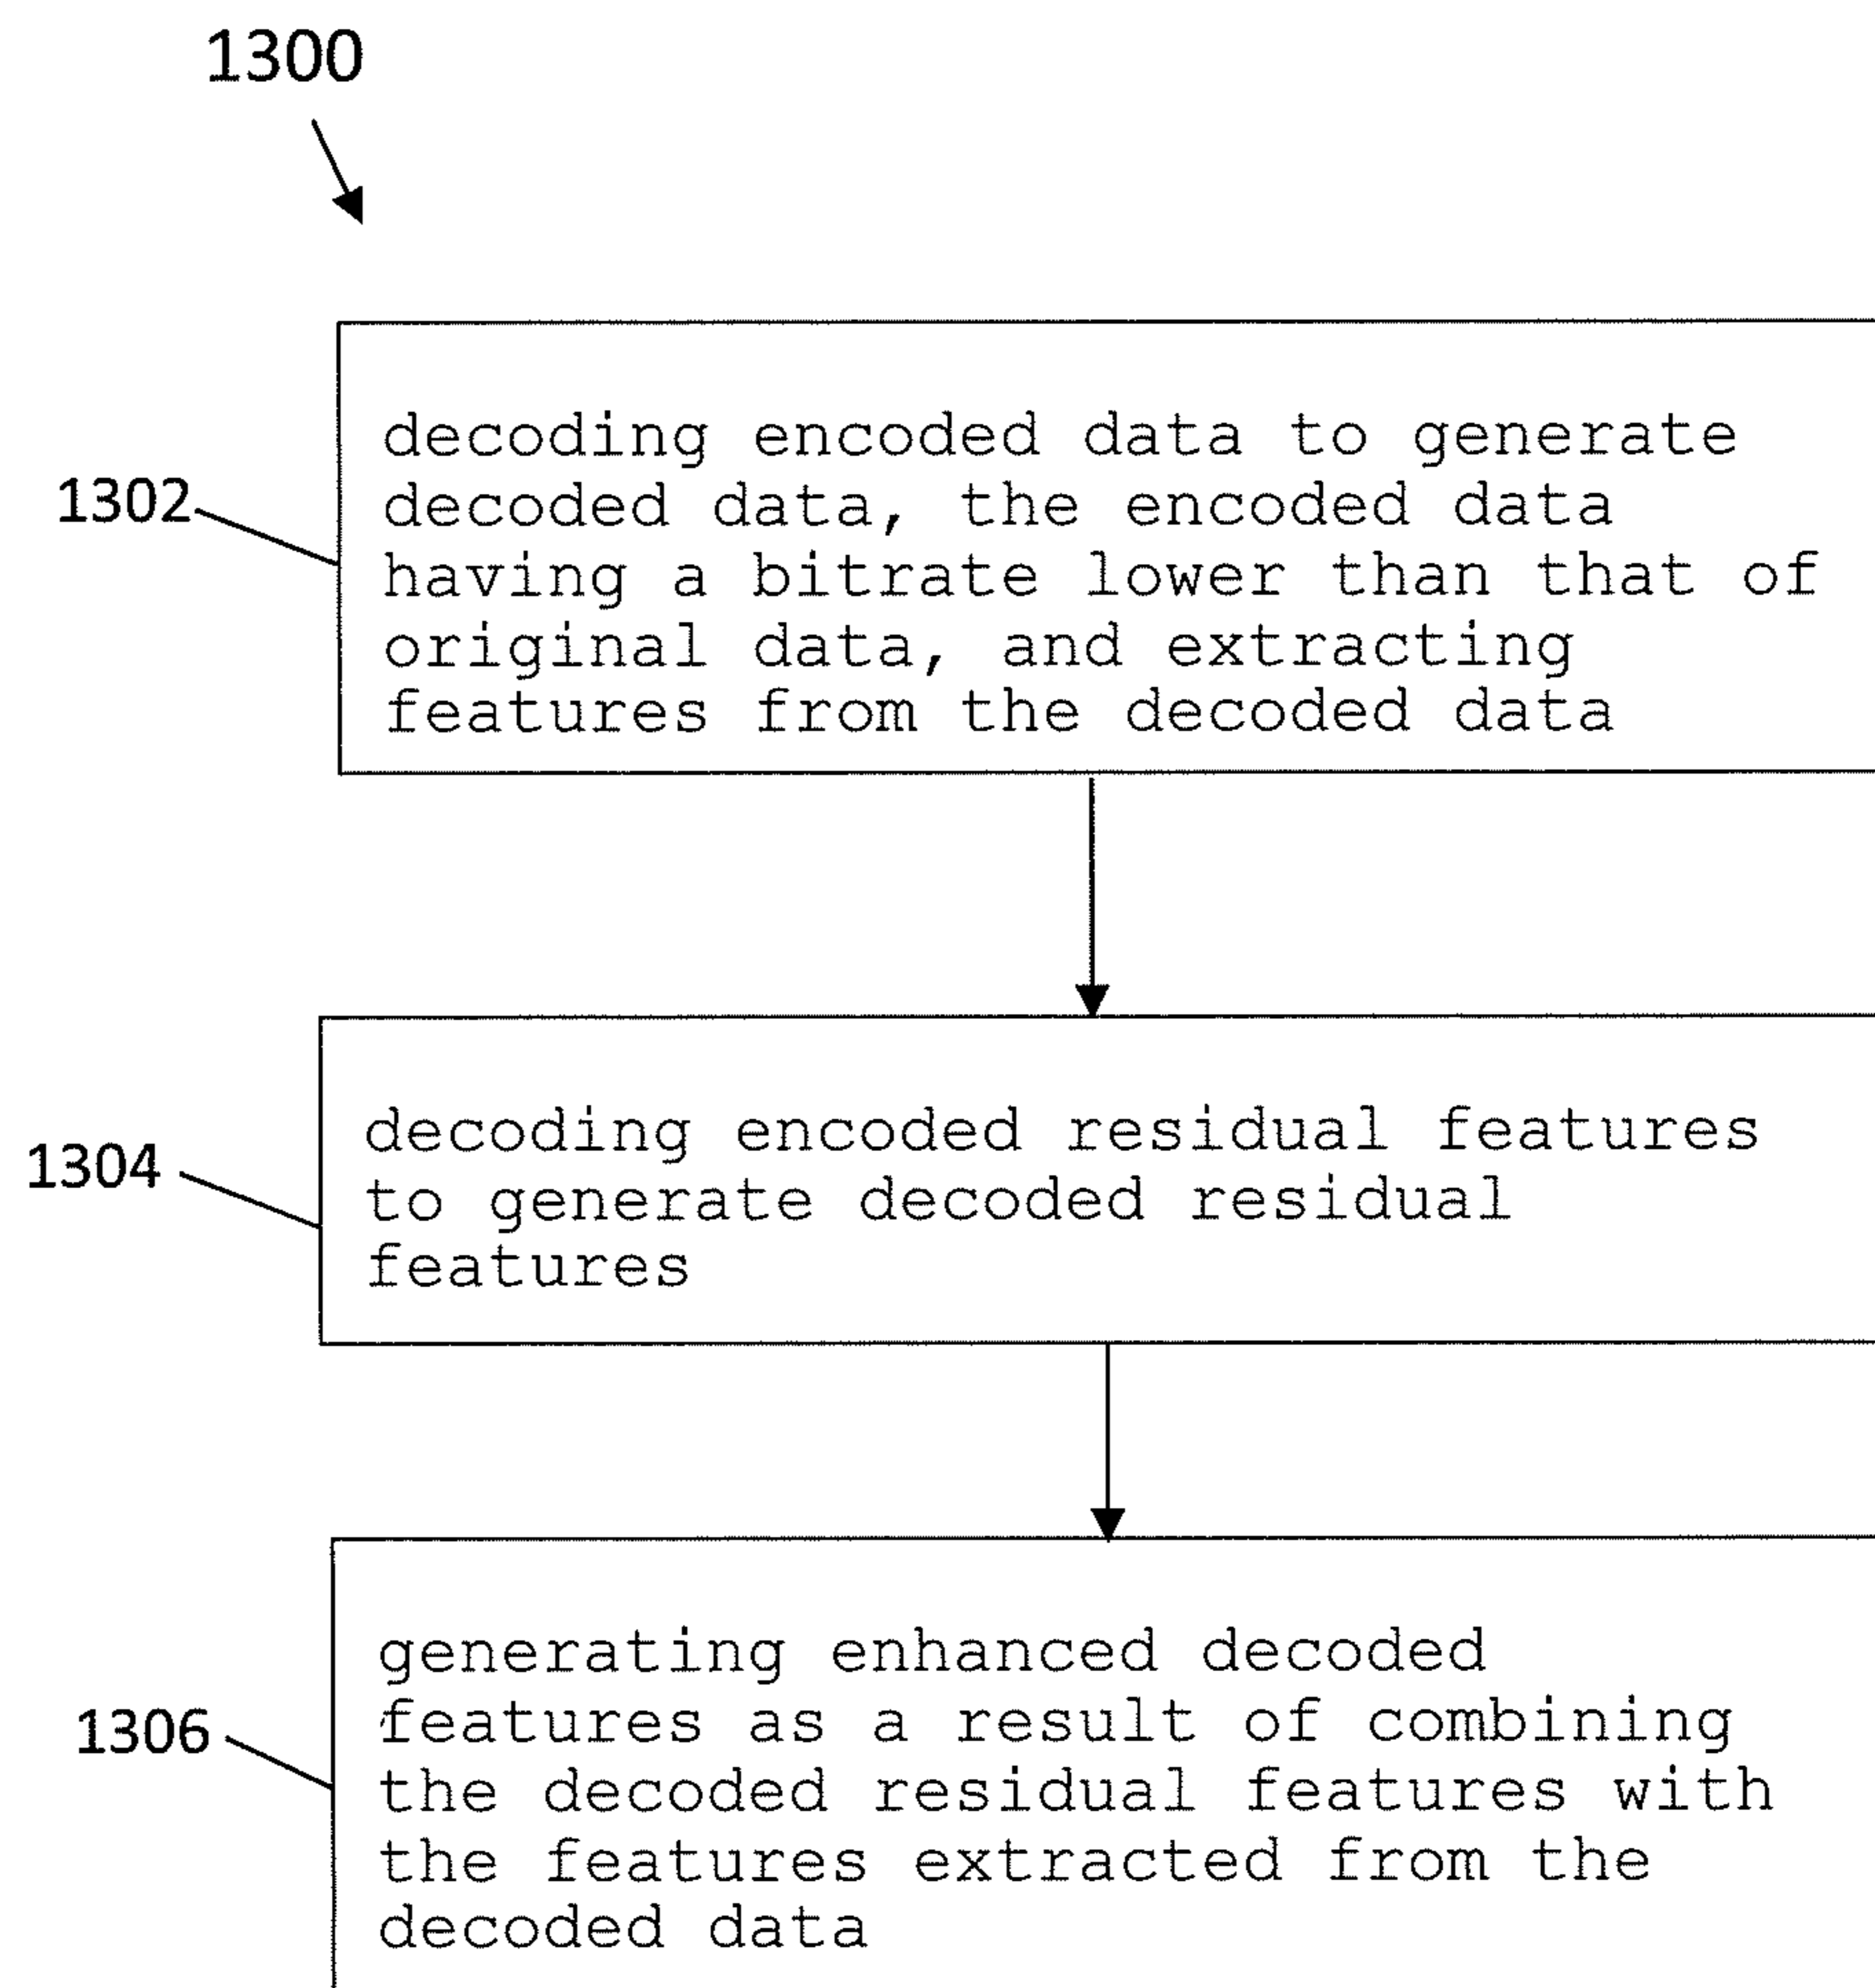 1300
1302
decoding encoded data to generate
decoded data, the encoded data
having a bitrate lower than that of
original data, and extracting
features from the decoded data
1304
decoding encoded residual features
to generate decoded residual
features
1306
generating enhanced decoded
features as a result of combining
the decoded residual features with
the features extracted from the
decoded data